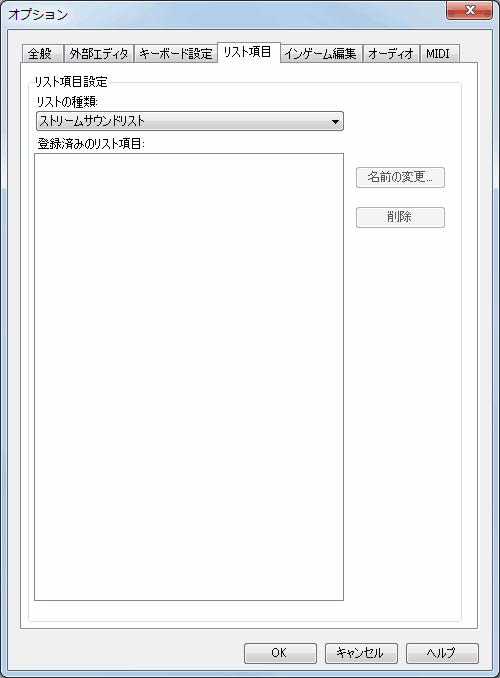 オプション
全般 外部エディタ キーボード設定 リスト項目 インゲーム編集 オーディオ MIDI
リスト項目設定
リストの種類:
ストリームサウンドリスト
登録済みのリスト項目:
名前の変更...
削除
OK キャンセル ヘルプ